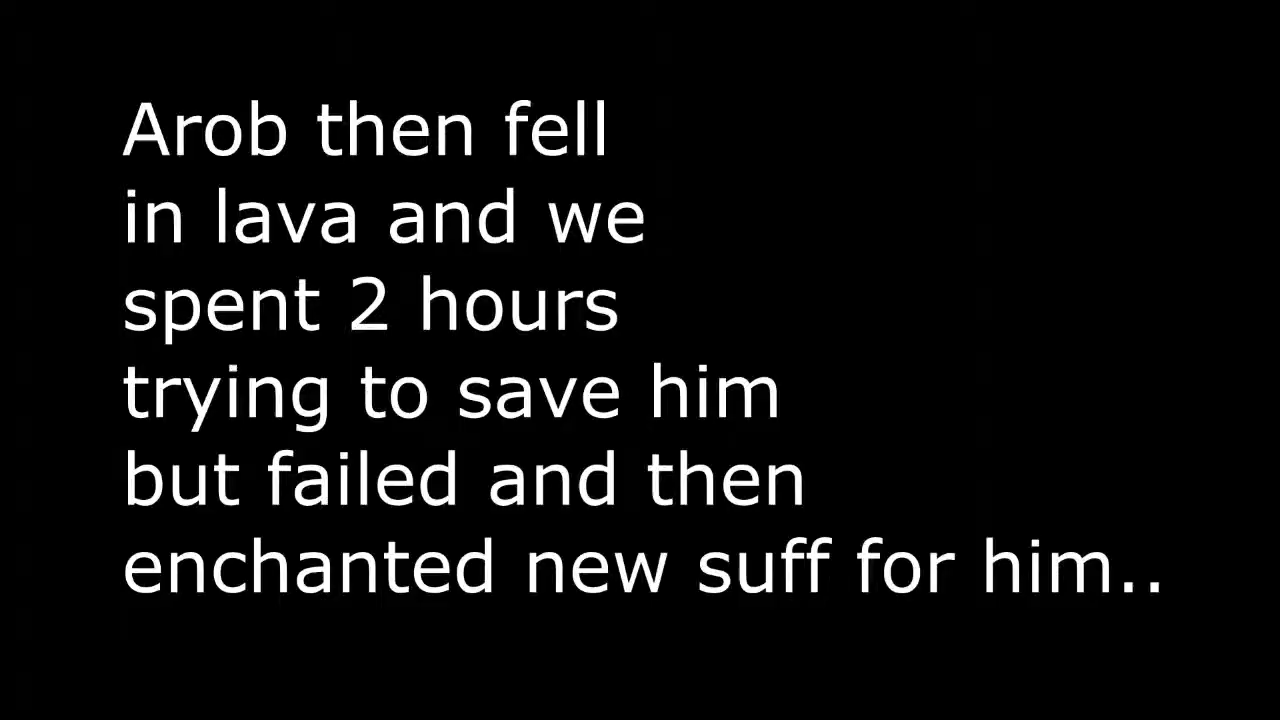 Arob then fell
in lava and we
spent 2 hours
trying to save him
but failed and then
enchanted new suff for him..